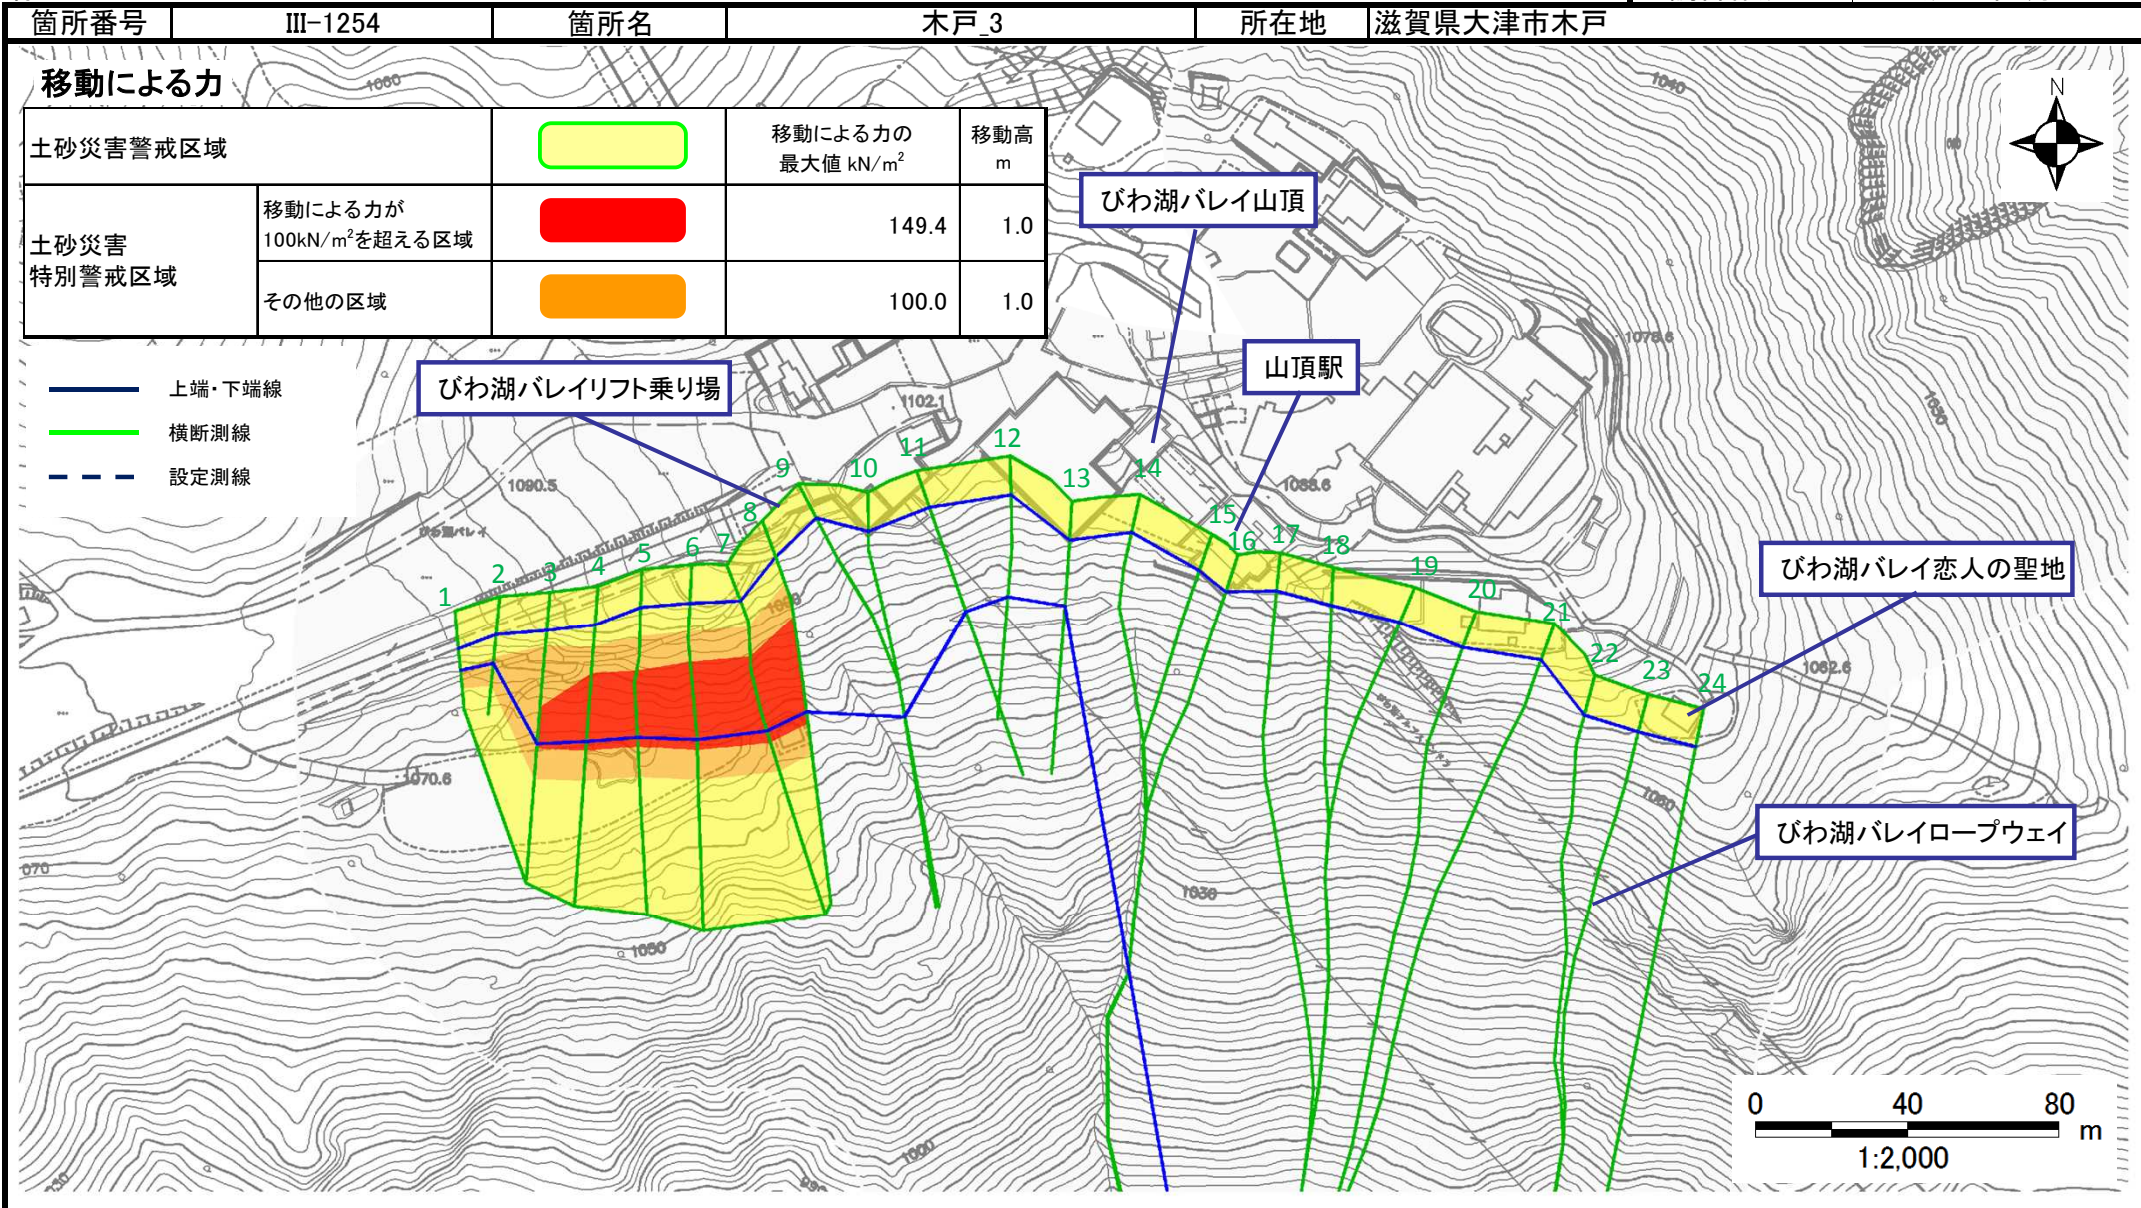 箇所番号 III-1254 箇所名 木戸_3 所在地 滋賀県大津市木戸
移動による力
土砂災害警戒区域
移動による力の
最大値 kN/m²
移動高
m
土砂災害
特別警戒区域
移動による力が
100kN/m²を超える区域
149.4 1.0
その他の区域
100.0 1.0
上端・下端線
横断測線
設定測線
N
びわ湖バレイ山頂
山頂駅
びわ湖バレイリフト乗り場
びわ湖バレイ恋人の聖地
びわ湖バレイロープウェイ
1060
1040
1078.6
1030
1102.1
1090.5
1088.6
びわ湖バレイ
1 2 3 4 5 6 7 8 9 10 11 12 13 14 15 16 17 18 19 20 21 22 23 24
1062.6
1070.6
1060
070
1030
1050
1000
0 40 80
m
1:2,000